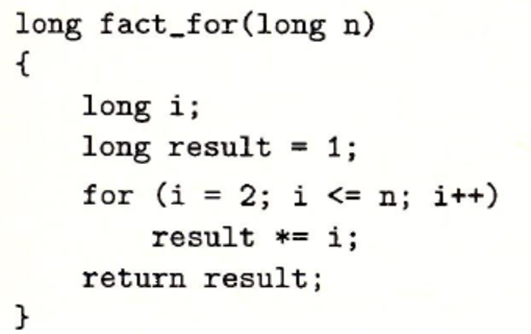 long fact_for(long n)
{
    long i;
    long result = 1;
    for (i = 2; i <= n; i++)
        result *= i;
    return result;
}